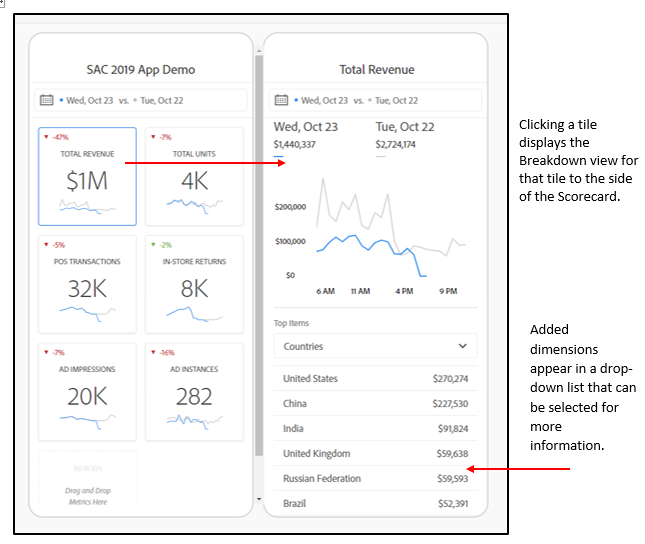 SAC 2019 App Demo
Wed, Oct 23 vs. Tue, Oct 22
-47%
TOTAL REVENUE
$1M
-7%
TOTAL UNITS
4K
-5%
POS TRANSACTIONS
32K
-2%
IN-STORE RETURNS
8K
-7%
AD IMPRESSIONS
20K
-16%
AD INSTANCES
282
NEW KPI
Drag and Drop
Metrics Here
Total Revenue
Wed, Oct 23 vs. Tue, Oct 22
Wed, Oct 23 Tue, Oct 22
$1,440,337 $2,724,174
$200,000
$100,000
$0
6 AM 11 AM 4 PM 9 PM
Top Items
Countries
United States $270,274
China $227,530
India $91,824
United Kingdom $59,638
Russian Federation $59,593
Brazil $52,391
Clicking a tile
displays the
Breakdown view for
that tile to the side
of the Scorecard.
Added
dimensions
appear in a drop-
down list that can
be selected for
more
information.